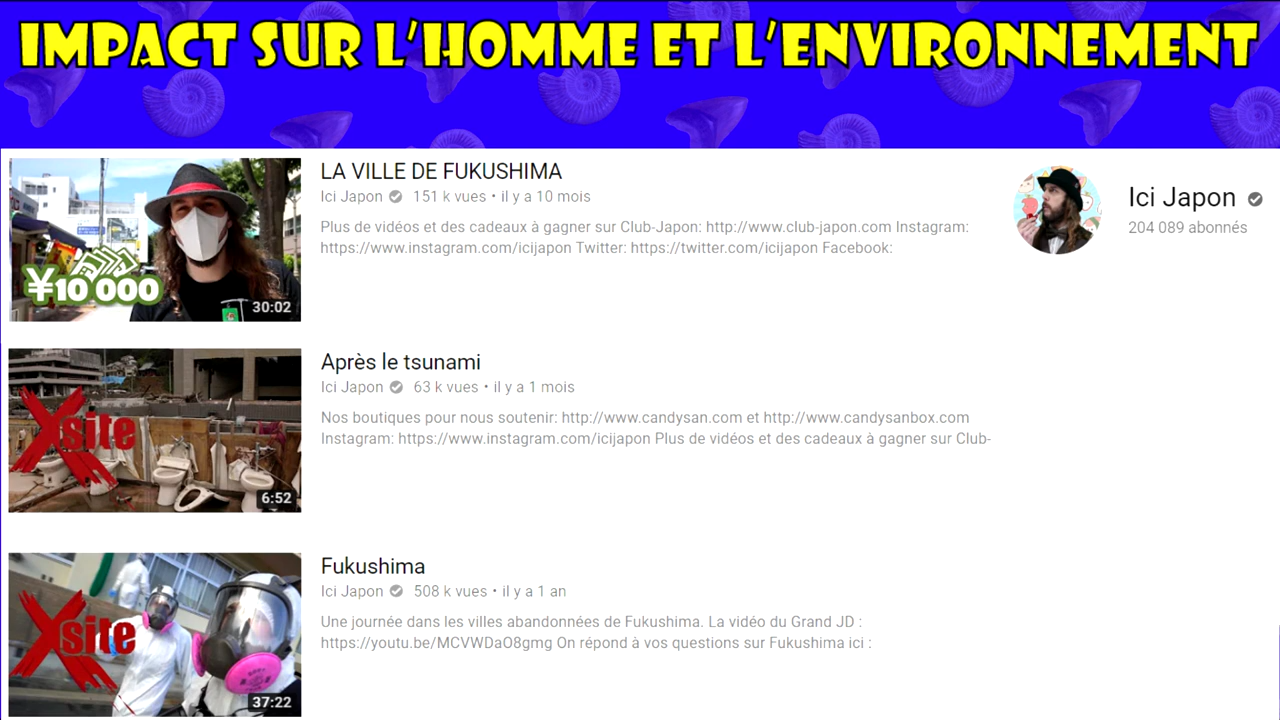 IMPACT SUR L'HOMME ET L'ENVIRONNEMENT
¥10 000
30:02
LA VILLE DE FUKUSHIMA
Ici Japon 151 k vues • il y a 10 mois
Plus de vidéos et des cadeaux à gagner sur Club-Japon: http://www.club-japon.com Instagram:
https://www.instagram.com/icijapon Twitter: https://twitter.com/icijapon Facebook:
Ici Japon
204 089 abonnés
Xsite
6:52
Après le tsunami
Ici Japon 63 k vues • il y a 1 mois
Nos boutiques pour nous soutenir: http://www.candysan.com et http://www.candysanbox.com
Instagram: https://www.instagram.com/icijapon Plus de vidéos et des cadeaux à gagner sur Club-
Xsite
37:22
Fukushima
Ici Japon 508 k vues • il y a 1 an
Une journée dans les villes abandonnées de Fukushima. La vidéo du Grand JD :
https://youtu.be/MCVWDaO8gmg On répond à vos questions sur Fukushima ici :